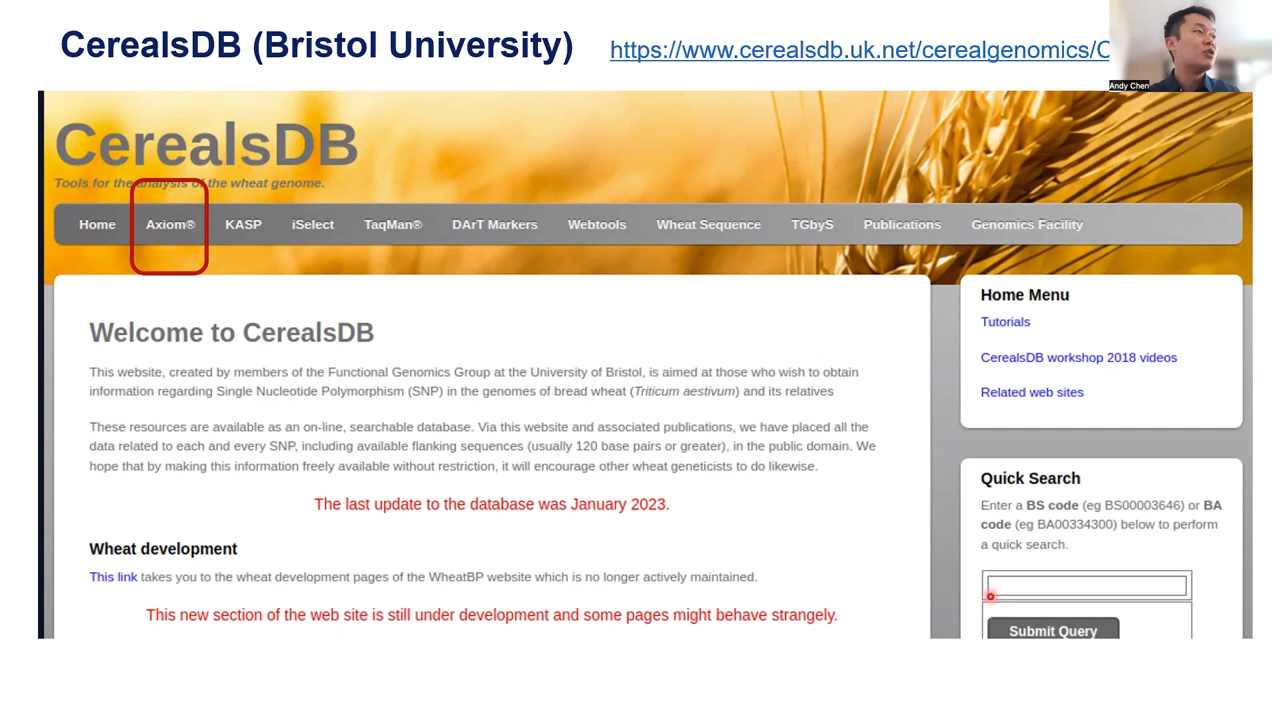 CerealsDB (Bristol University)
https://www.cerealsdb.uk.net/cerealgenomics/C
Andy Chen
CerealsDB
Tools for the analysis of the wheat genome.
Home Axiom® KASP iSelect TaqMan® DArT Markers Webtools Wheat Sequence TGbyS Publications Genomics Facility
Welcome to CerealsDB
This website, created by members of the Functional Genomics Group at the University of Bristol, is aimed at those who wish to obtain
information regarding Single Nucleotide Polymorphism (SNP) in the genomes of bread wheat (Triticum aestivum) and its relatives
These resources are available as an on-line, searchable database. Via this website and associated publications, we have placed all the
data related to each and every SNP, including available flanking sequences (usually 120 base pairs or greater), in the public domain. We
hope that by making this information freely available without restriction, it will encourage other wheat geneticists to do likewise.
The last update to the database was January 2023.
Wheat development
This link takes you to the wheat development pages of the WheatBP website which is no longer actively maintained.
This new section of the web site is still under development and some pages might behave strangely.
Home Menu
Tutorials
CerealsDB workshop 2018 videos
Related web sites
Quick Search
Enter a BS code (eg BS00003646) or BA
code (eg BA00334300) below to perform
a quick search.
Submit Query